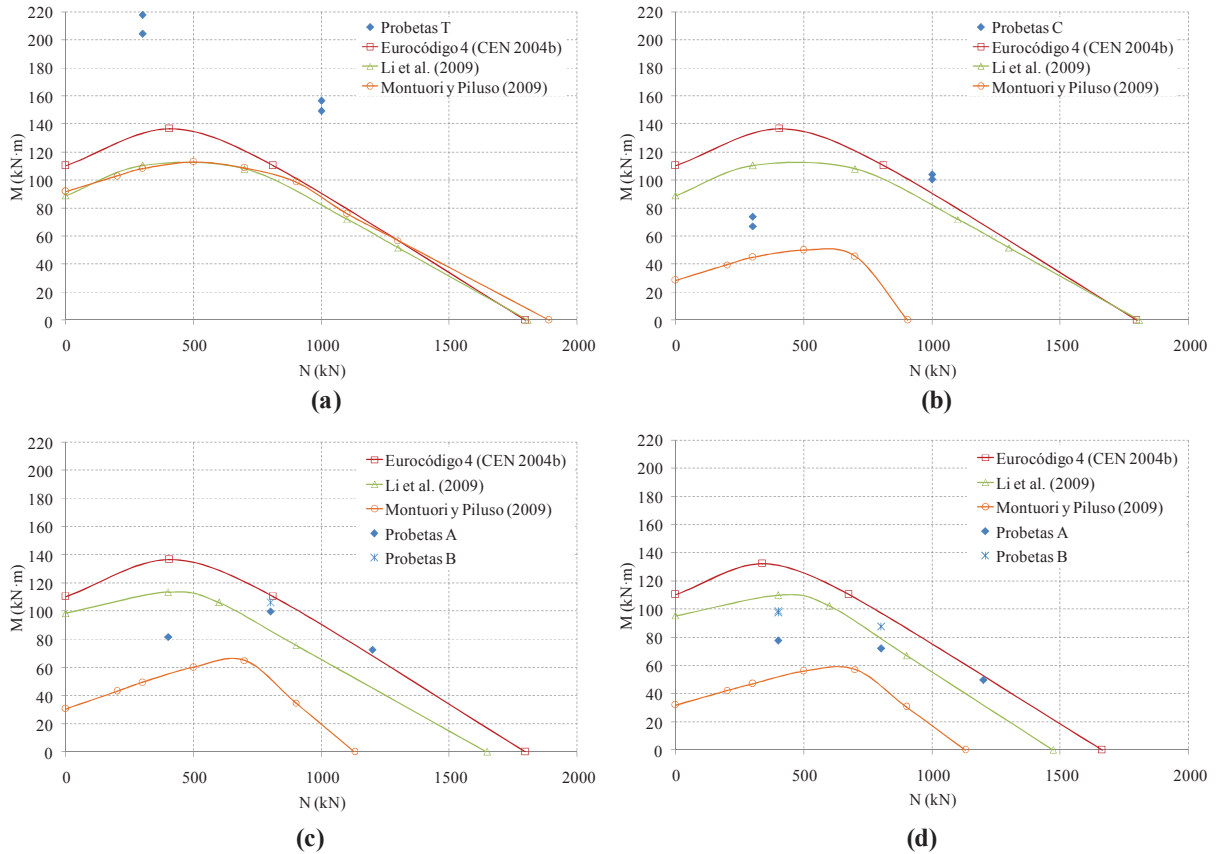 220
200
180
160
140
120
100
80
60
40
20
0
M (kN·m)
Probetas T
Eurocódigo 4 (CEN 2004b)
Li et al. (2009)
Montuori y Piluso (2009)
0 500 1000 1500 2000
N (kN)
(a)
220
200
180
160
140
120
100
80
60
40
20
0
M (kN·m)
Probetas C
Eurocódigo 4 (CEN 2004b)
Li et al. (2009)
Montuori y Piluso (2009)
0 500 1000 1500 2000
N (kN)
(b)
220
200
180
160
140
120
100
80
60
40
20
0
M (kN·m)
Eurocódigo 4 (CEN 2004b)
Li et al. (2009)
Montuori y Piluso (2009)
Probetas A
Probetas B
0 500 1000 1500 2000
N (kN)
(c)
220
200
180
160
140
120
100
80
60
40
20
0
M (kN·m)
Eurocódigo 4 (CEN 2004b)
Li et al. (2009)
Montuori y Piluso (2009)
Probetas A
Probetas B
0 500 1000 1500 2000
N (kN)
(d)